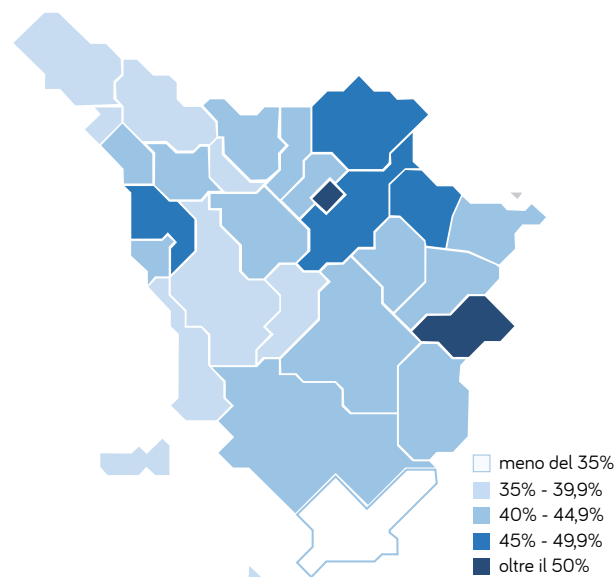 meno del 35%
35% - 39,9%
40% - 44,9%
45% - 49,9%
oltre il 50%